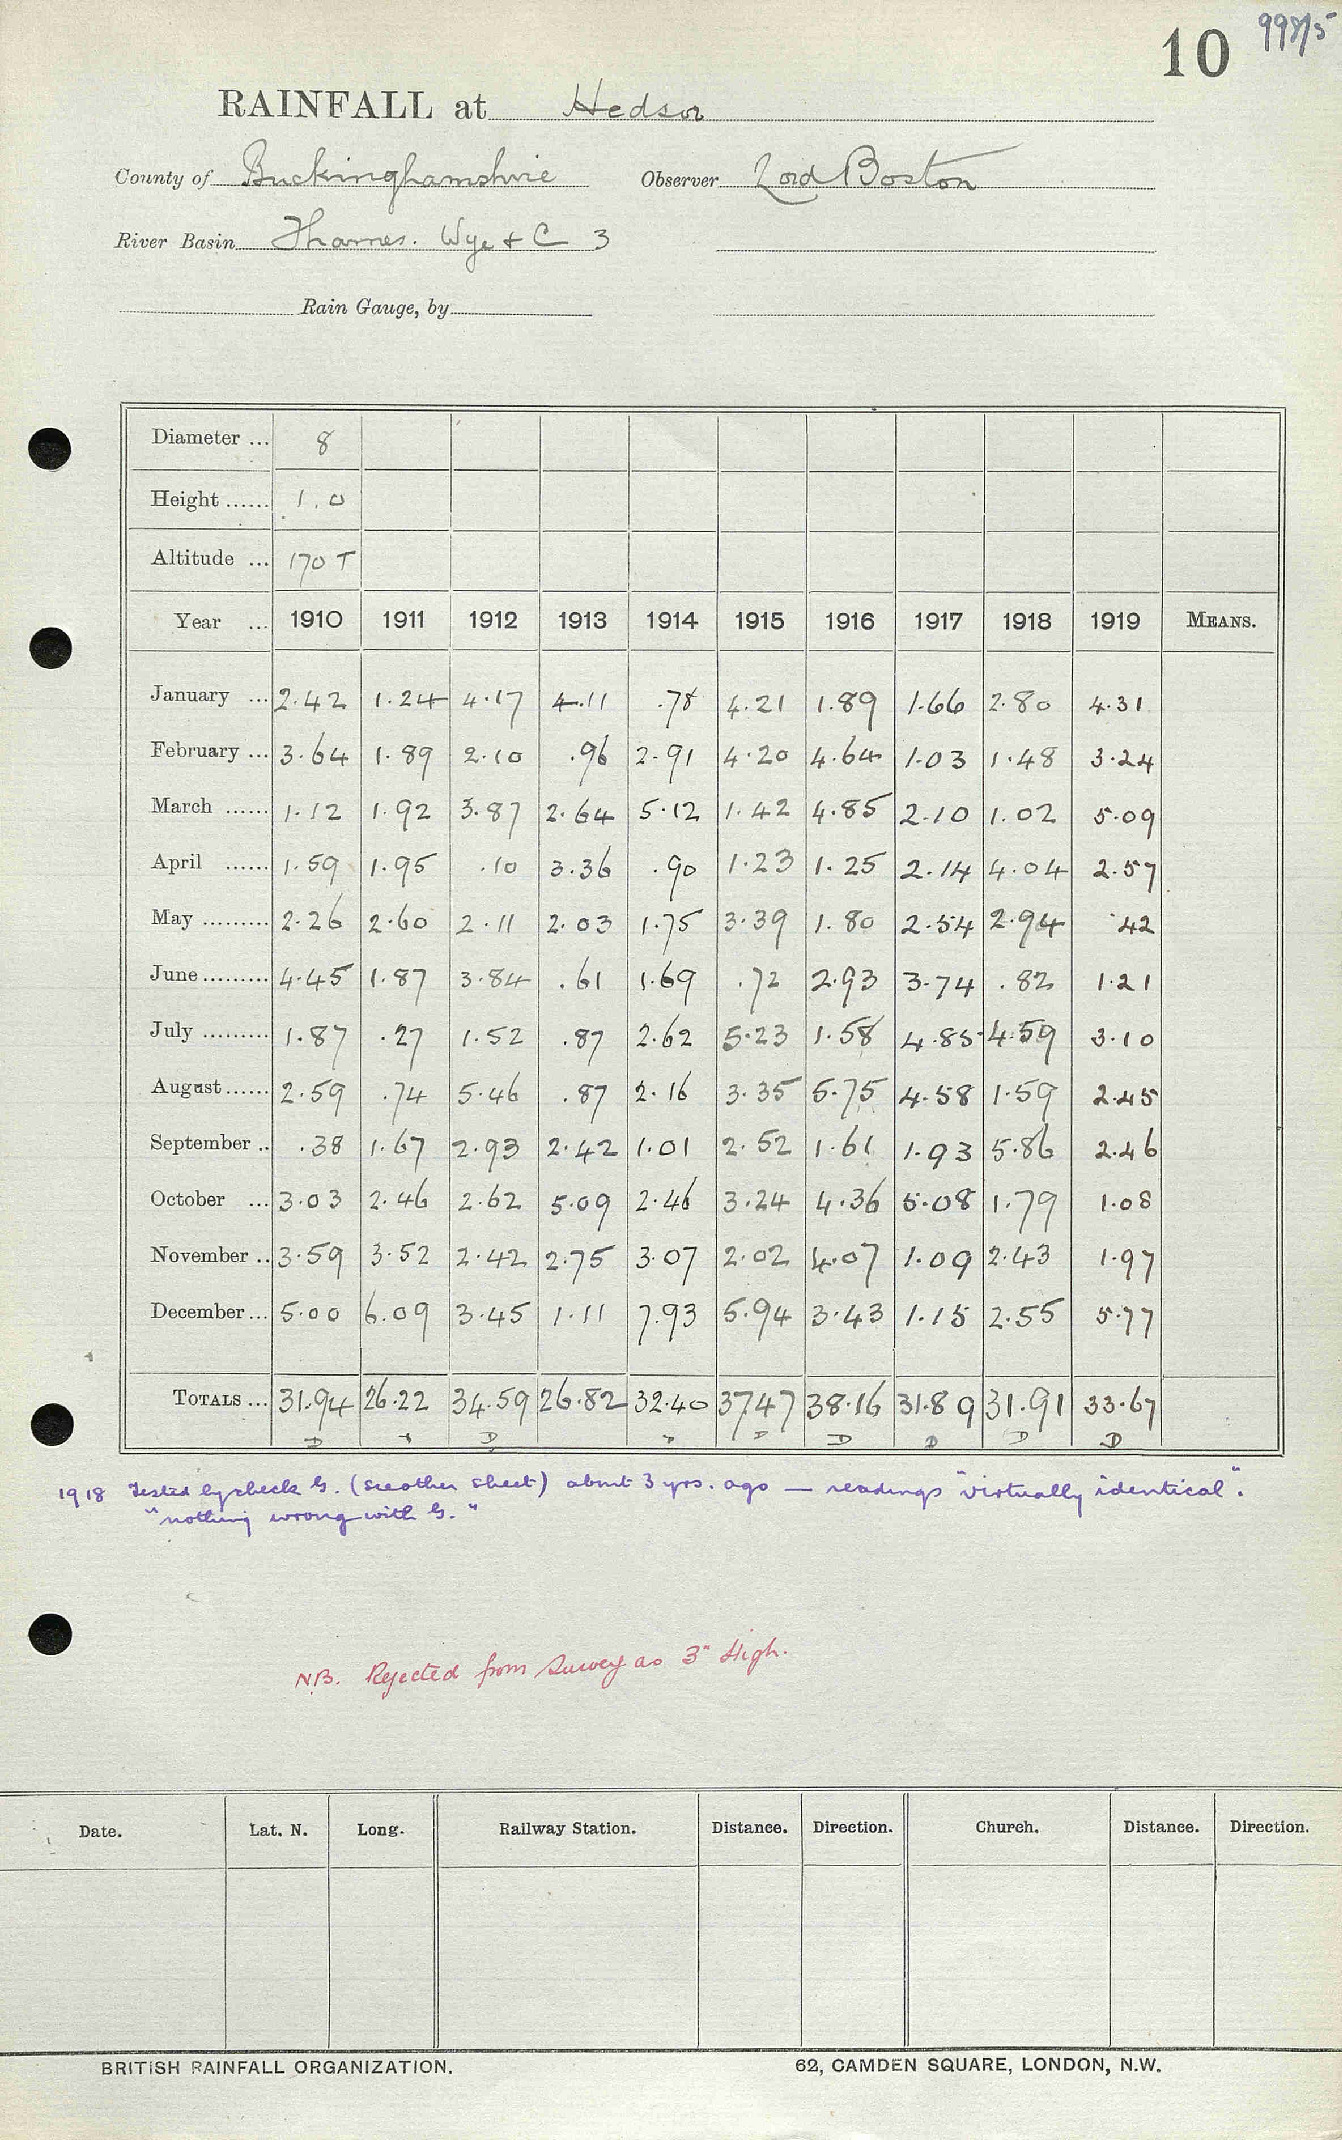 10 997/5
RAINFALL at Hedsor
County of Buckinghamshire Observer Lord Boston
River Basin Thames. Wye + C 3
Rain Gauge, by
Diameter ... 8
Height ...... 1.0
Altitude ... 170 T
Year ... 1910 1911 1912 1913 1914 1915 1916 1917 1918 1919 MEANS.
January ... 2.42 1.24 4.17 4.11 .78 4.21 1.89 1.66 2.80 4.31
February ... 3.64 1.89 2.10 .96 2.91 4.20 4.64 1.03 1.48 3.24
March ...... 1.12 1.92 3.87 2.64 5.12 1.42 4.85 2.10 1.02 5.09
April ...... 1.59 1.95 .10 3.36 .90 1.23 1.25 2.14 4.04 2.57
May ......... 2.26 2.60 2.11 2.03 1.75 3.39 1.80 2.54 2.94 .42
June ......... 4.45 1.87 3.84 .61 1.69 .72 2.93 3.74 .82 1.21
July ......... 1.87 .27 1.52 .87 2.62 5.23 1.58 4.85 4.59 3.10
August ...... 2.59 .74 5.46 .87 2.16 3.35 5.75 4.58 1.59 2.45
September .. .38 1.67 2.93 2.42 1.01 2.52 1.61 1.93 5.86 2.46
October ... 3.03 2.46 2.62 5.09 2.46 3.24 4.36 5.08 1.79 1.08
November .. 3.59 3.52 2.42 2.75 3.07 2.02 4.07 1.09 2.43 1.97
December ... 5.00 6.09 3.45 1.11 7.93 5.94 3.43 1.15 2.55 5.77
TOTALS ... 31.94 26.22 34.59 26.82 32.40 37.47 38.16 31.89 31.91 33.67
D D D D D D D
1918 Tested by check G. (see other sheet) about 3 yrs. ago — readings "virtually identical".
"nothing wrong with G."
N.B. Rejected from Survey as 3" High.
Date. Lat. N. Long. Railway Station. Distance. Direction. Church. Distance. Direction.
BRITISH RAINFALL ORGANIZATION. 62, CAMDEN SQUARE, LONDON, N.W.